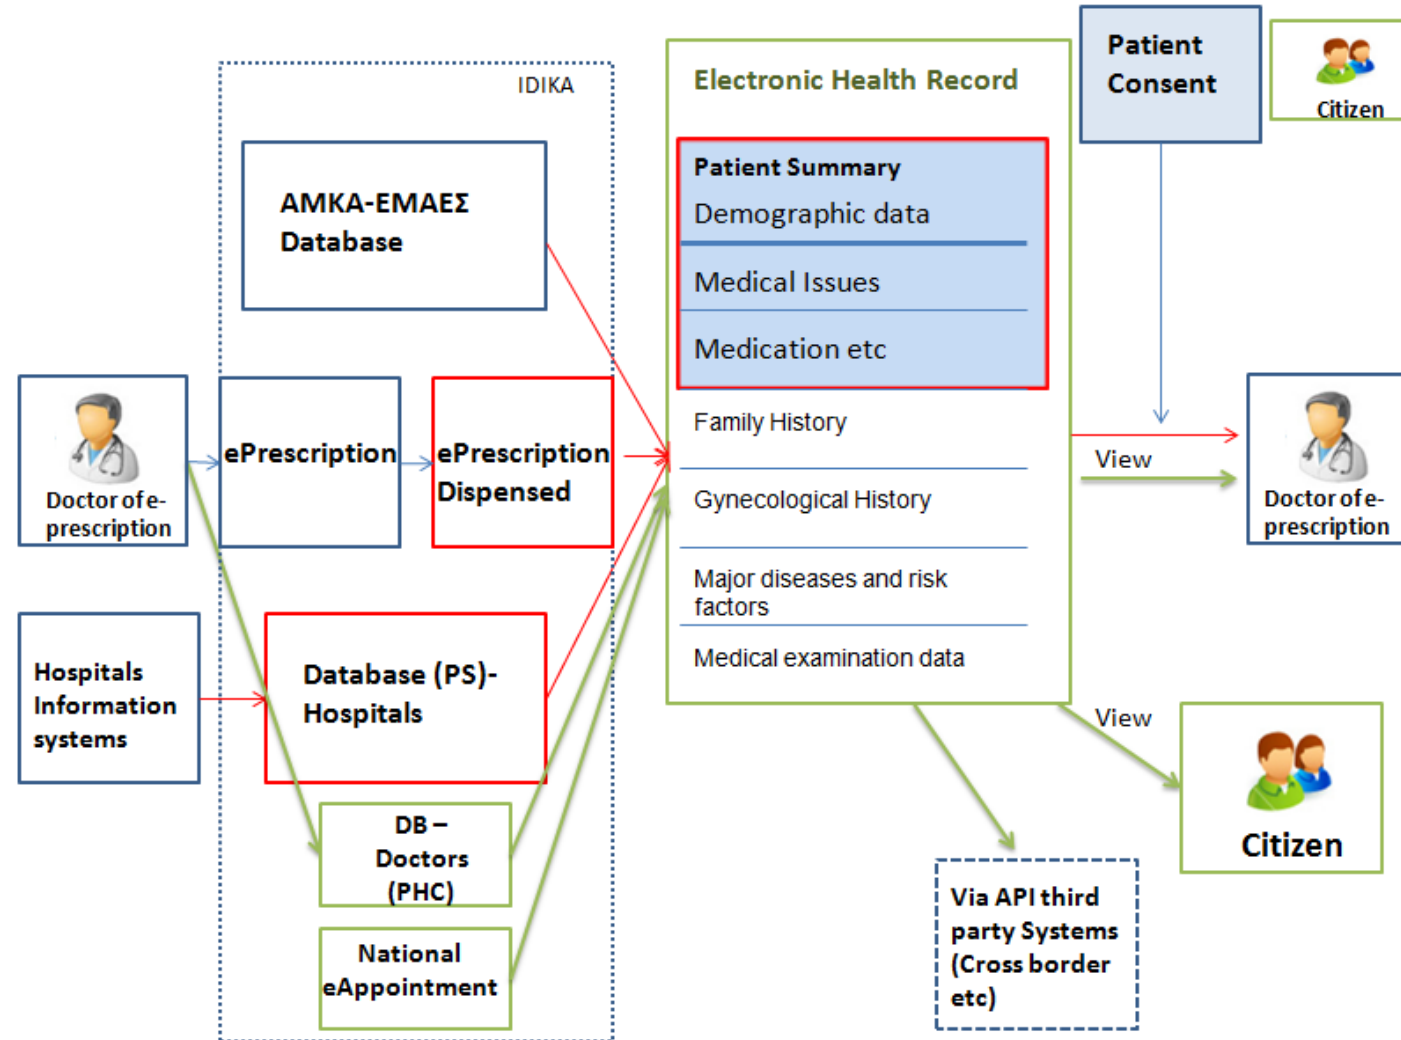 IDIKA
ΑΜΚΑ-ΕΜΑΕΣ
Database
Doctor of e-
prescription
ePrescription
ePrescription
Dispensed
Hospitals
Information
systems
Database (PS)-
Hospitals
DB –
Doctors
(PHC)
National
eAppointment
Electronic Health Record
Patient Summary
Demographic data
Medical Issues
Medication etc
Family History
Gynecological History
Major diseases and risk
factors
Medical examination data
Patient
Consent
Citizen
View
Doctor of e-
prescription
View
Citizen
Via API third
party Systems
(Cross border
etc)